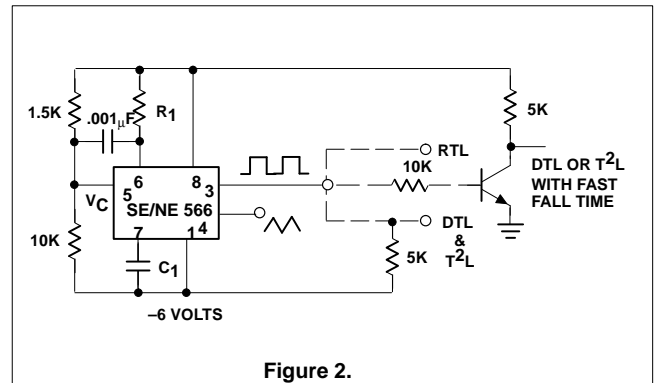 1.5K
.001μF
R1
5K
RTL
10K
6
8
3
5
VC
SE/NE 566
DTL OR T2L
WITH FAST
FALL TIME
10K
7
1
4
DTL
&
T2L
C1
5K
–6 VOLTS
Figure 2.